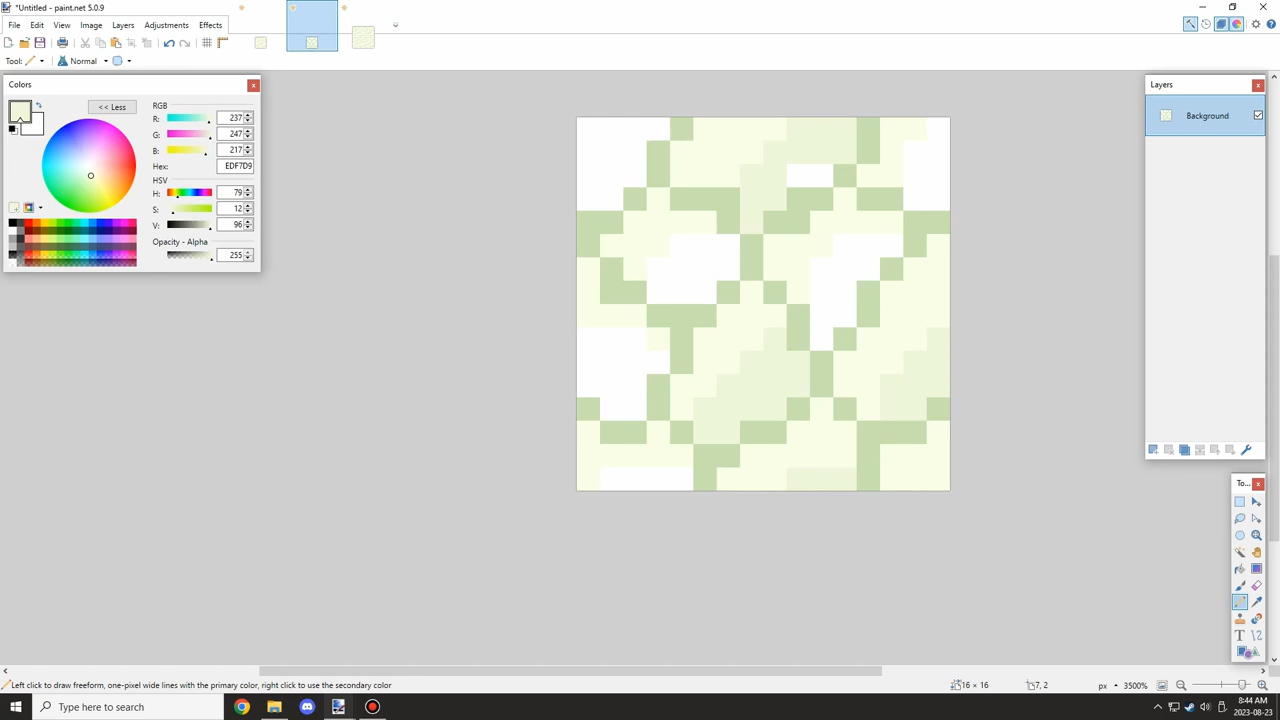 *Untitled - paint.net 5.0.9
File Edit View Image Layers Adjustments Effects
Tool: Normal
Colors
<< Less
RGB
R: 237
G: 247
B: 217
Hex: EDF7D9
HSV
H: 79
S: 12
V: 96
Opacity - Alpha
255
Layers
Background
To...
Left click to draw freeform, one-pixel wide lines with the primary color, right click to use the secondary color
16 × 16
7, 2
px
3500%
Type here to search
8:44 AM
2023-08-23